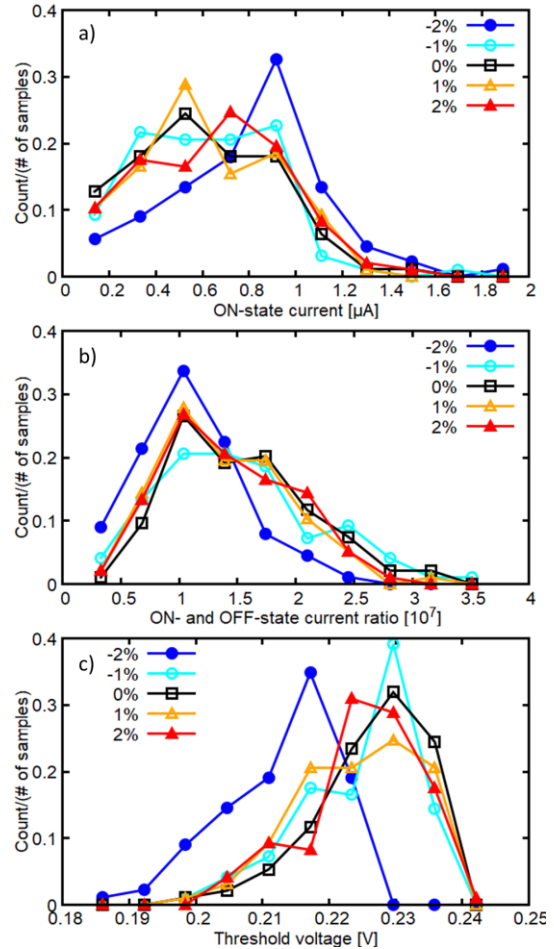 a)
-2%
-1%
0%
1%
2%
Count/(# of samples)
0.4
0.3
0.2
0.1
0
0 0.2 0.4 0.6 0.8 1 1.2 1.4 1.6 1.8 2
ON-state current [µA]
b)
-2%
-1%
0%
1%
2%
Count/(# of samples)
0.4
0.3
0.2
0.1
0
0.5 1 1.5 2 2.5 3 3.5 4
ON- and OFF-state current ratio [10⁷]
c)
-2%
-1%
0%
1%
2%
Count/(# of samples)
0.4
0.3
0.2
0.1
0
0.18 0.19 0.2 0.21 0.22 0.23 0.24 0.25
Threshold voltage [V]